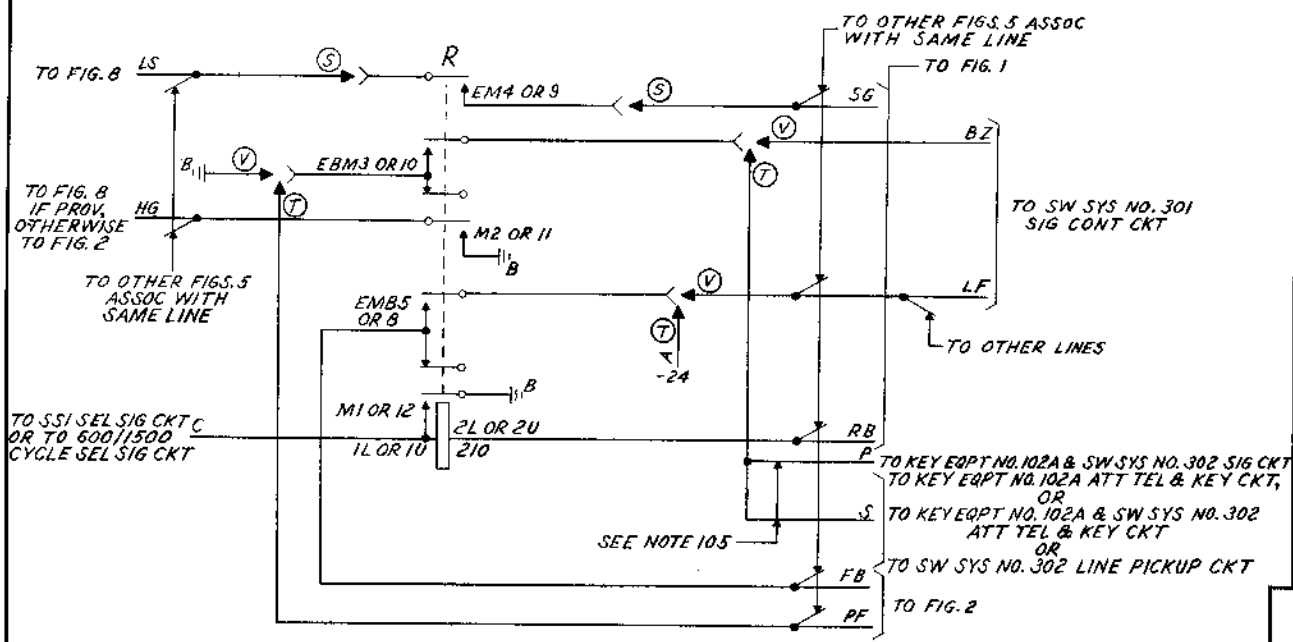 TO OTHER FIGS. 5 ASSOC
WITH SAME LINE
TO FIG. 8
LS
S
R
TO FIG. 1
EM4 OR 9
S
SG
V
BZ
B
V
EBM3 OR 10
T
T
TO FIG. 8
IF PROV,
OTHERWISE
TO FIG. 2
HG
TO SW SYS NO. 301
SIG CONT CKT
M2 OR 11
B
TO OTHER FIGS. 5
ASSOC WITH
SAME LINE
EMB5
OR 8
V
LF
T
A
-24
TO OTHER LINES
B
M1 OR 12
TO SS1 SEL SIG CKT
OR TO 600/1500
CYCLE SEL SIG CKT
C
1L OR 1U
2L OR 2U
210
RB
P
TO KEY EQPT NO. 102A & SW SYS NO. 302 SIG CKT
TO KEY EQPT NO. 102A ATT TEL & KEY CKT,
OR
S
TO KEY EQPT NO. 102A & SW SYS NO. 302
ATT TEL & KEY CKT
OR
SEE NOTE 105
TO SW SYS NO. 302 LINE PICKUP CKT
FB
TO FIG. 2
PF